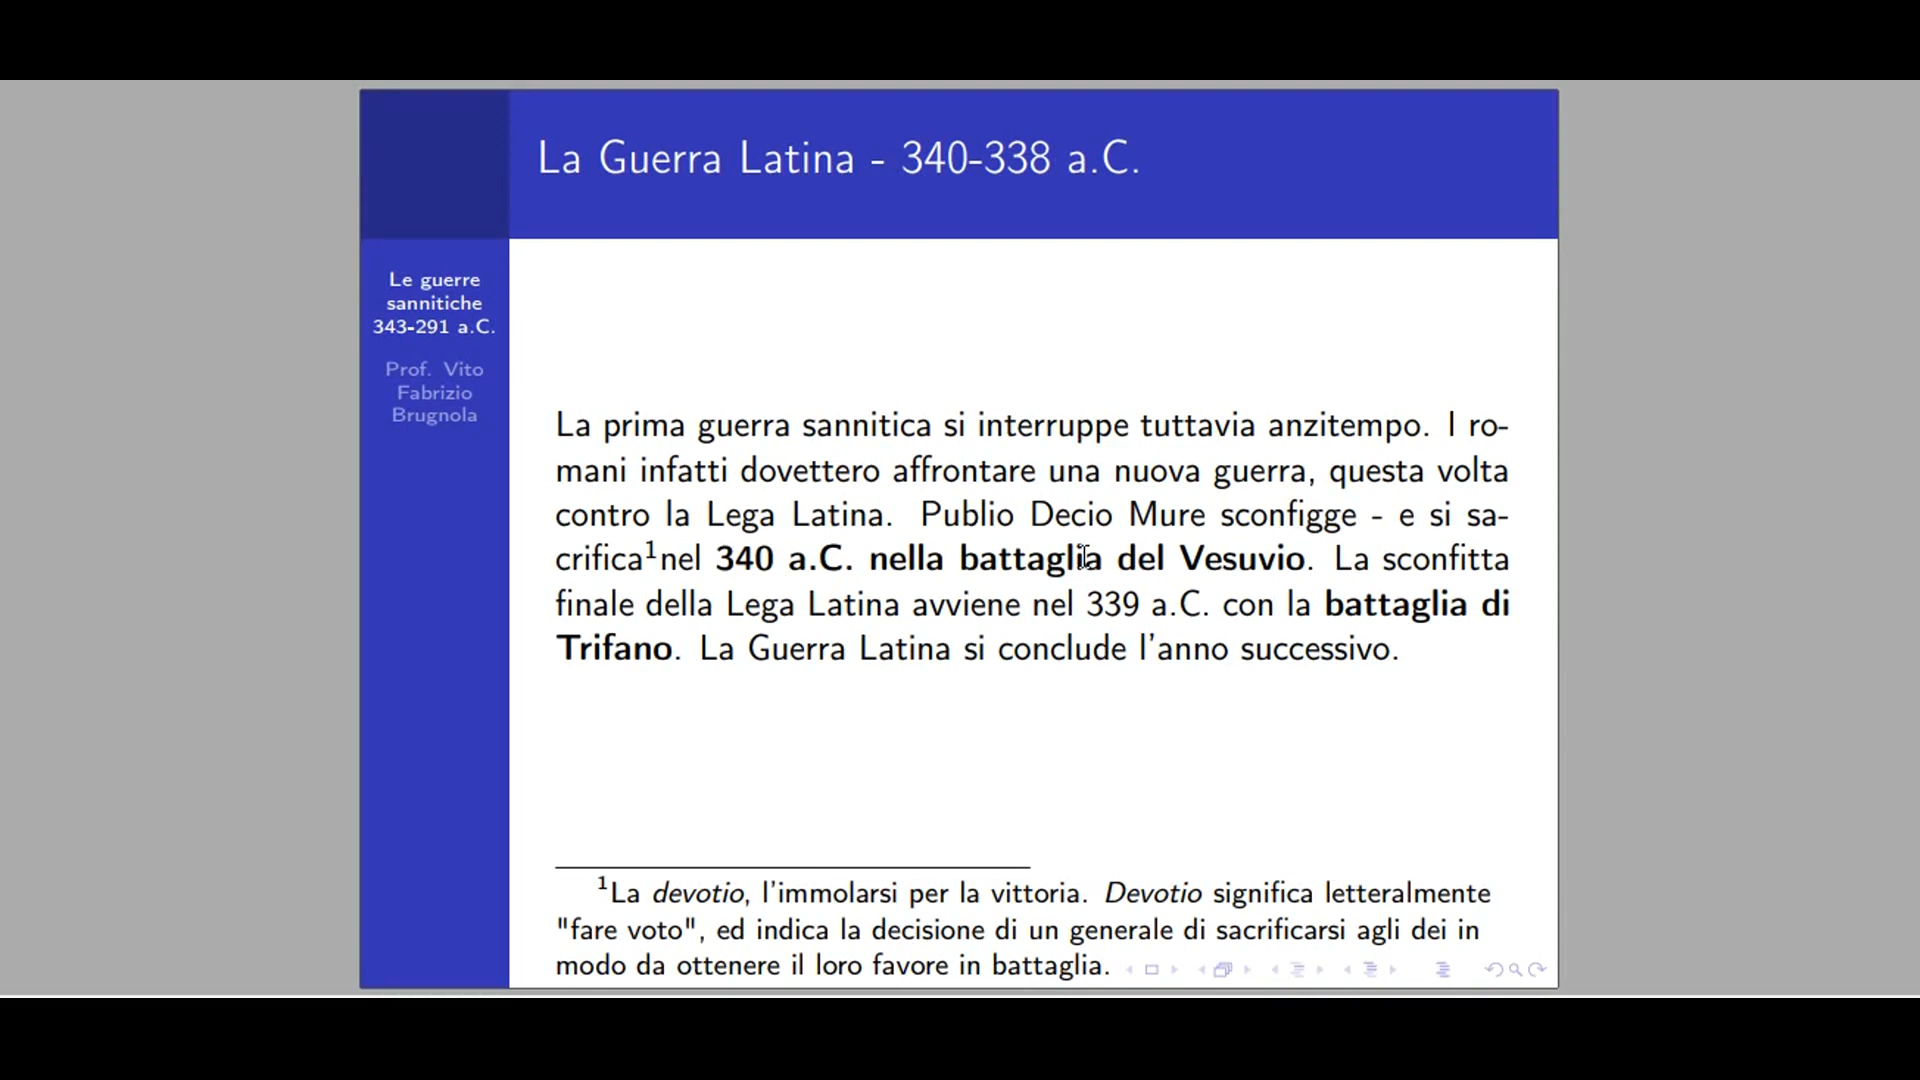 La Guerra Latina - 340-338 a.C.
Le guerre
sannitiche
343-291 a.C.
Prof. Vito
Fabrizio
Brugnola
La prima guerra sannitica si interruppe tuttavia anzitempo. I ro-
mani infatti dovettero affrontare una nuova guerra, questa volta
contro la Lega Latina. Publio Decio Mure sconfigge - e si sa-
crifica¹nel 340 a.C. nella battaglia del Vesuvio. La sconfitta
finale della Lega Latina avviene nel 339 a.C. con la battaglia di
Trifano. La Guerra Latina si conclude l'anno successivo.
¹La devotio, l'immolarsi per la vittoria. Devotio significa letteralmente
"fare voto", ed indica la decisione di un generale di sacrificarsi agli dei in
modo da ottenere il loro favore in battaglia.